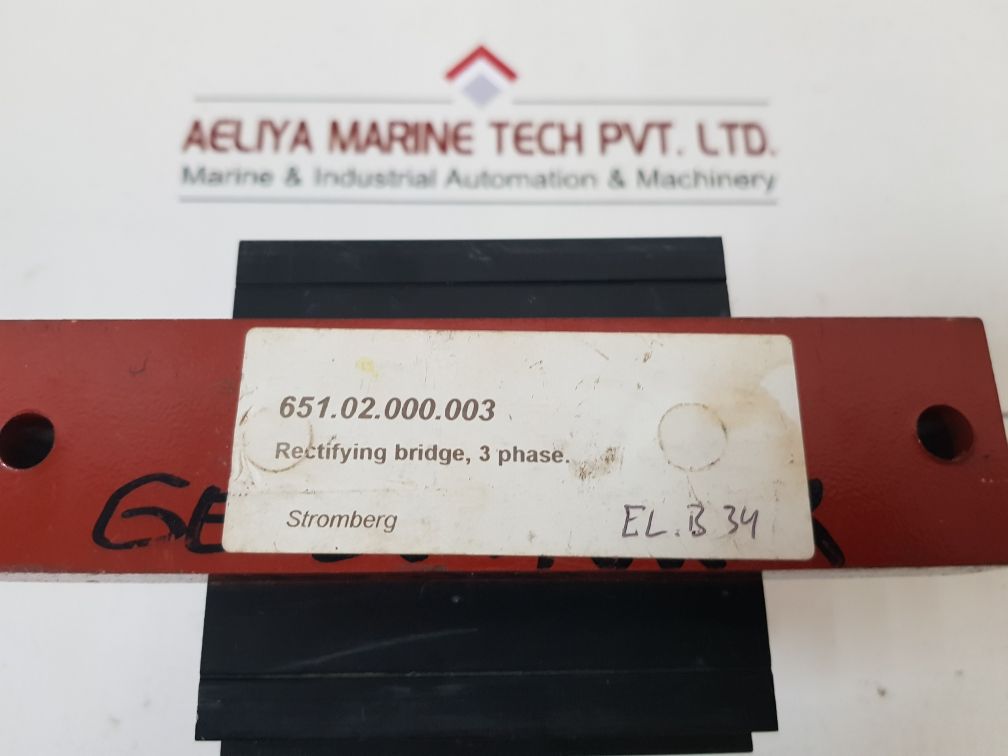 AELIYA MARINE TECH PVT. LTD.
Marine & Industrial Automation & Machinery
651.02.000.003
Rectifying bridge, 3 phase.
Stromberg
EL.B 34